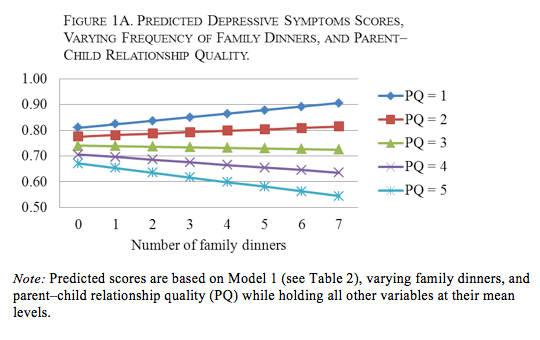 FIGURE 1A. PREDICTED DEPRESSIVE SYMPTOMS SCORES,
VARYING FREQUENCY OF FAMILY DINNERS, AND PARENT–
CHILD RELATIONSHIP QUALITY.
1.00
0.90
0.80
0.70
0.60
0.50
0 1 2 3 4 5 6 7
Number of family dinners
PQ = 1
PQ = 2
PQ = 3
PQ = 4
PQ = 5
Note: Predicted scores are based on Model 1 (see Table 2), varying family dinners, and
parent–child relationship quality (PQ) while holding all other variables at their mean
levels.